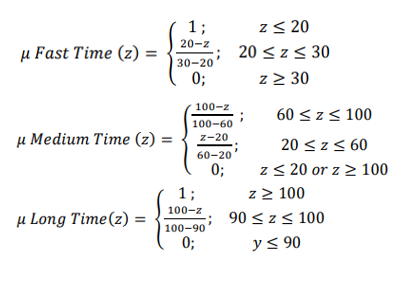 1 ; z ≤ 20
μ Fast Time (z) = { 20−z / 30−20 ; 20 ≤ z ≤ 30
0; z ≥ 30
100−z / 100−60 ; 60 ≤ z ≤ 100
μ Medium Time (z) = { z−20 / 60−20 ; 20 ≤ z ≤ 60
0; z ≤ 20 or z ≥ 100
1 ; z ≥ 100
μ Long Time(z) = { 100−z / 100−90 ; 90 ≤ z ≤ 100
0; y ≤ 90